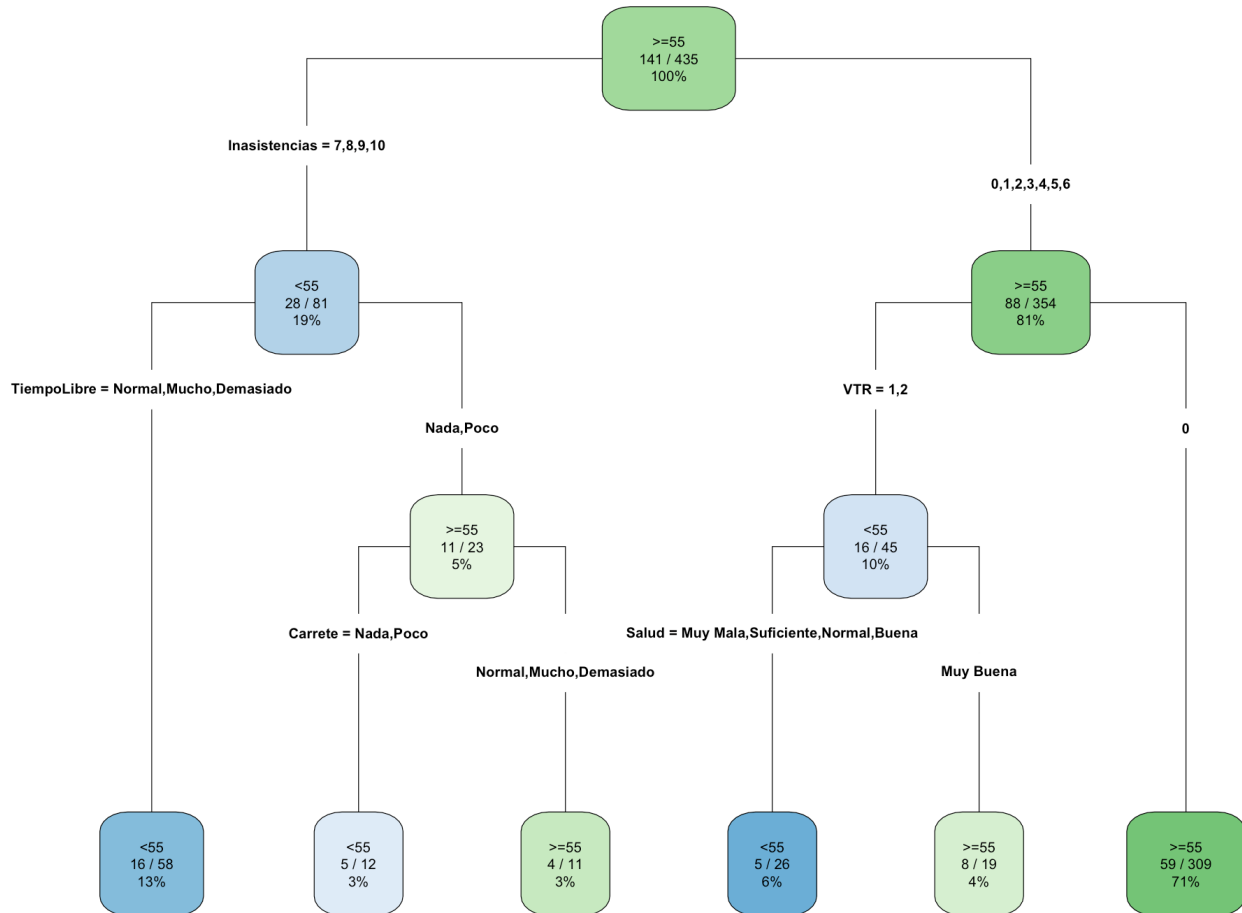 >=55
141 / 435
100%
Inasistencias = 7,8,9,10
0,1,2,3,4,5,6
<55
28 / 81
19%
>=55
88 / 354
81%
TiempoLibre = Normal,Mucho,Demasiado
VTR = 1,2
Nada,Poco
0
>=55
11 / 23
5%
<55
16 / 45
10%
Carrete = Nada,Poco
Salud = Muy Mala,Suficiente,Normal,Buena
Normal,Mucho,Demasiado
Muy Buena
<55
16 / 58
13%
<55
5 / 12
3%
>=55
4 / 11
3%
<55
5 / 26
6%
>=55
8 / 19
4%
>=55
59 / 309
71%